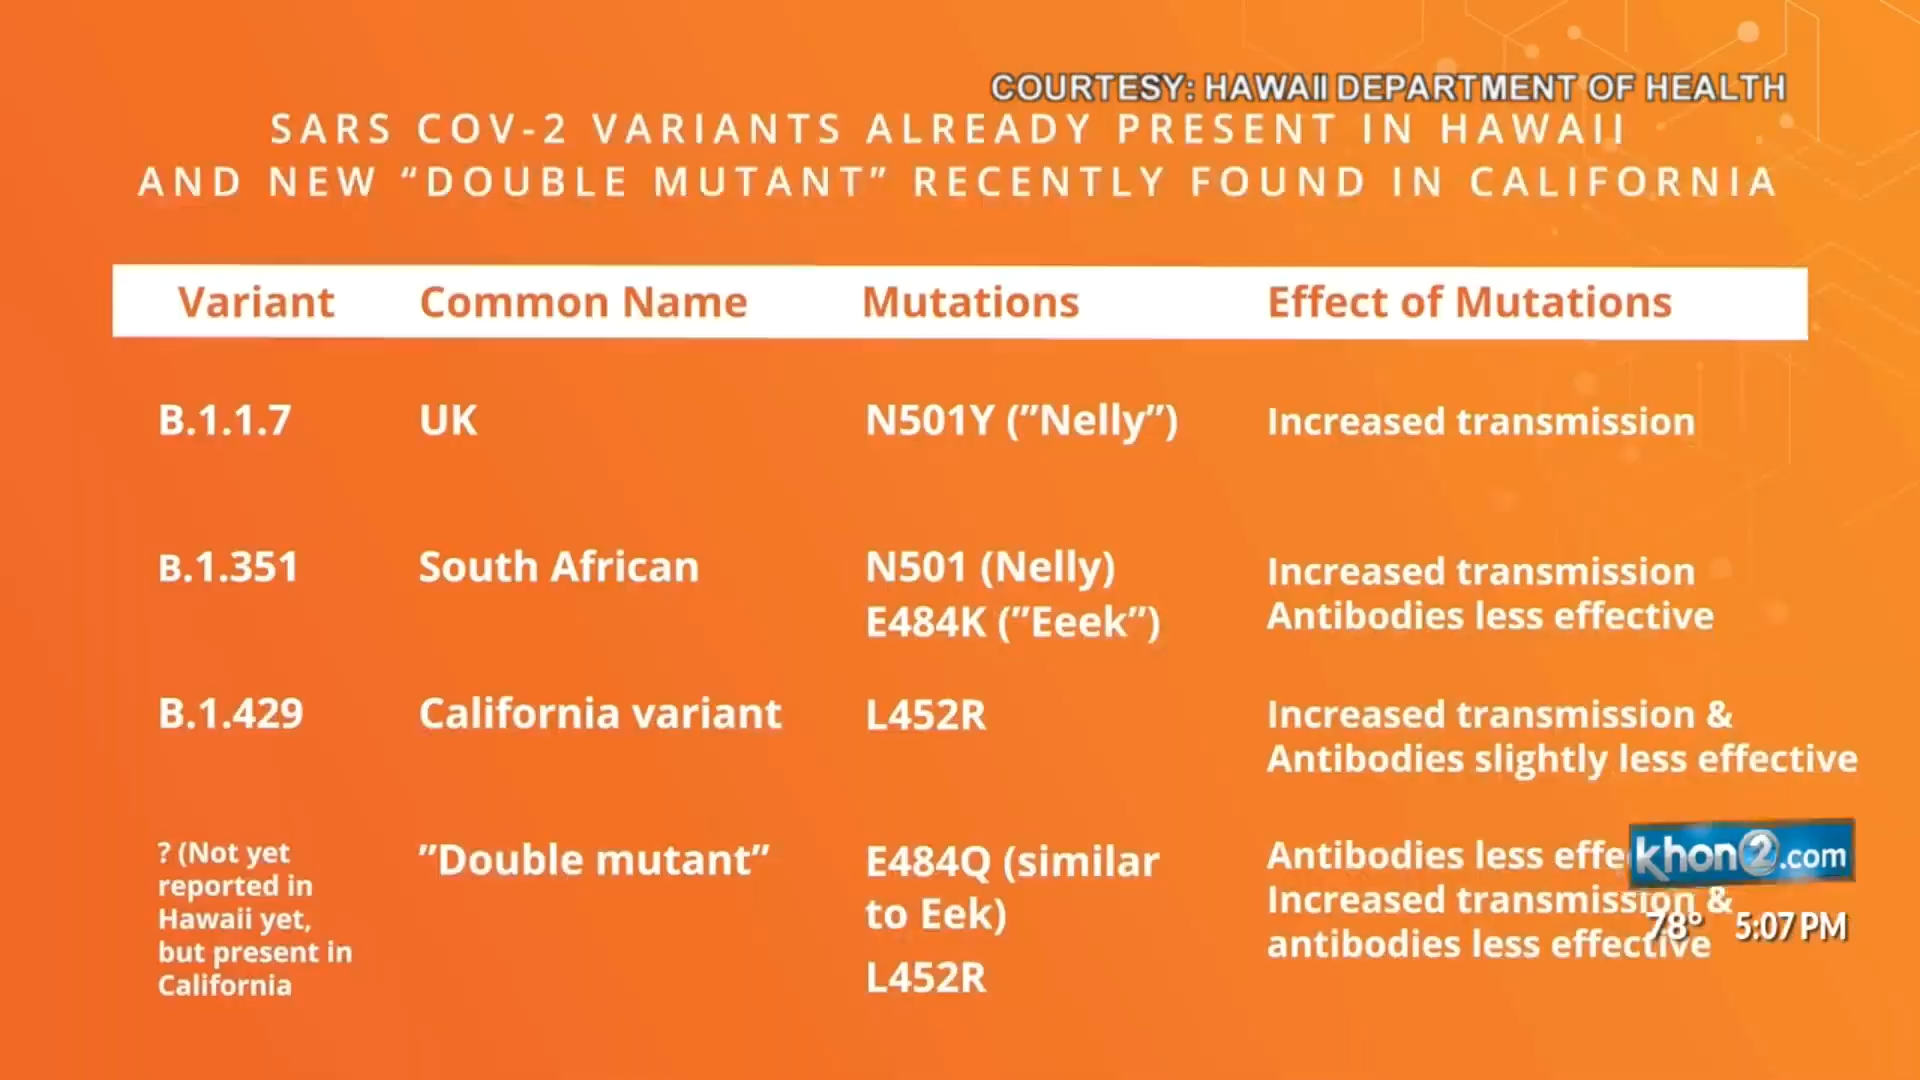 COURTESY: HAWAII DEPARTMENT OF HEALTH
SARS COV-2 VARIANTS ALREADY PRESENT IN HAWAII
AND NEW “DOUBLE MUTANT” RECENTLY FOUND IN CALIFORNIA
Variant Common Name Mutations Effect of Mutations
B.1.1.7 UK N501Y (”Nelly”) Increased transmission
B.1.351 South African N501 (Nelly) Increased transmission
E484K (”Eeek”) Antibodies less effective
B.1.429 California variant L452R Increased transmission &
Antibodies slightly less effective
? (Not yet ”Double mutant” E484Q (similar Antibodies less
reported in to Eek) Increased transmission &
Hawaii yet, L452R antibodies less effective
but present in
California
khon2.com
78° 5:07 PM